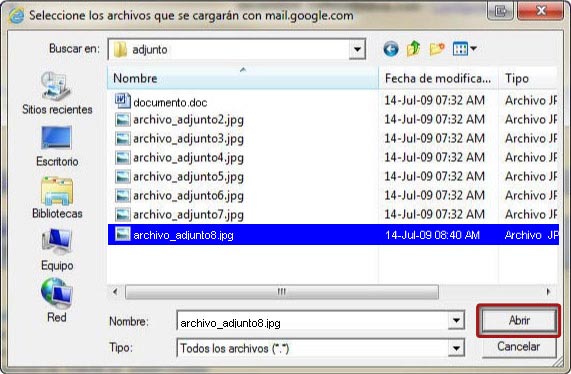 Seleccione los archivos que se cargarán con mail.google.com
Buscar en: adjunto
Nombre Fecha de modifica... Tipo
documento.doc 14-Jul-09 07:32 AM Archivo JP
archivo_adjunto2.jpg 14-Jul-09 07:32 AM Archivo JP
archivo_adjunto3.jpg 14-Jul-09 07:32 AM Archivo JP
archivo_adjunto4.jpg 14-Jul-09 07:32 AM Archivo JP
archivo_adjunto5.jpg 14-Jul-09 07:32 AM Archivo JP
archivo_adjunto6.jpg 14-Jul-09 07:32 AM Archivo JP
archivo_adjunto7.jpg 14-Jul-09 07:32 AM Archivo JP
archivo_adjunto8.jpg 14-Jul-09 08:40 AM Archivo JP
Sitios recientes
Escritorio
Bibliotecas
Equipo
Red
Nombre: archivo_adjunto8.jpg Abrir
Tipo: Todos los archivos (*.*) Cancelar